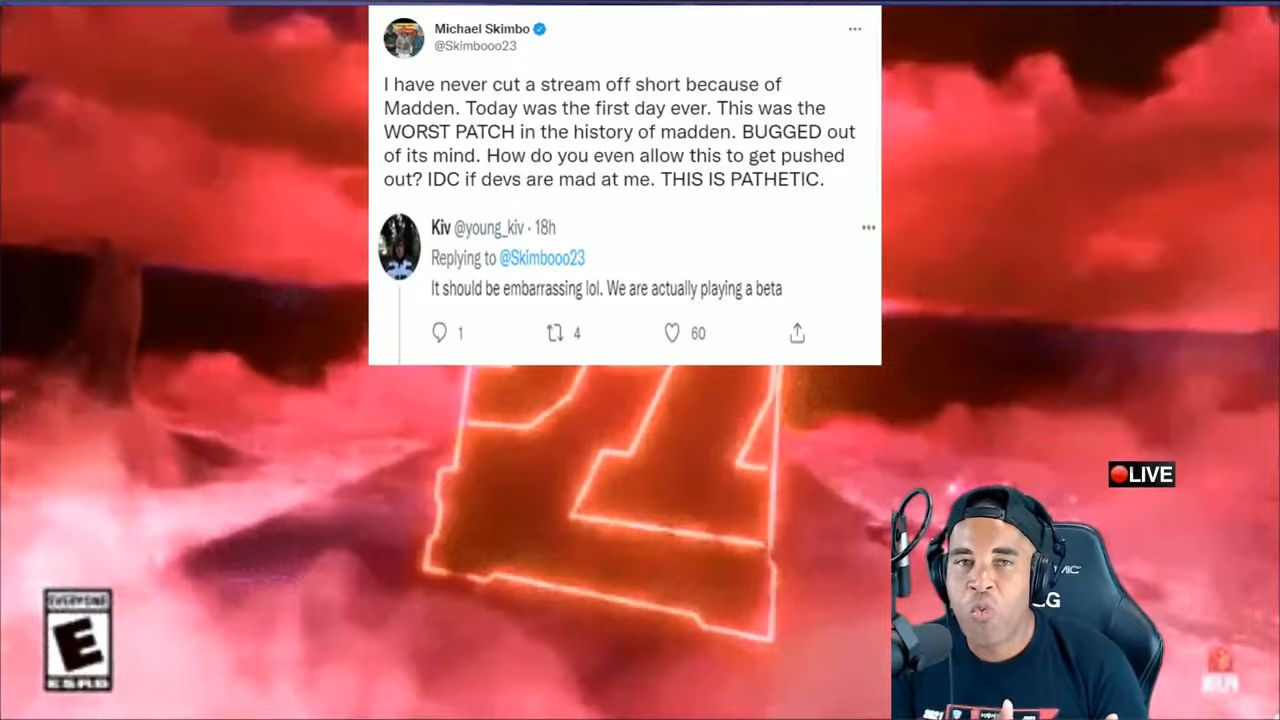 Michael Skimbo
@Skimbooo23
I have never cut a stream off short because of
Madden. Today was the first day ever. This was the
WORST PATCH in the history of madden. BUGGED out
of its mind. How do you even allow this to get pushed
out? IDC if devs are mad at me. THIS IS PATHETIC.
Kiv @young_kiv · 18h
Replying to @Skimbooo23
It should be embarrassing lol. We are actually playing a beta
1 4 60
LIVE
EVERYONE
E
ESRB